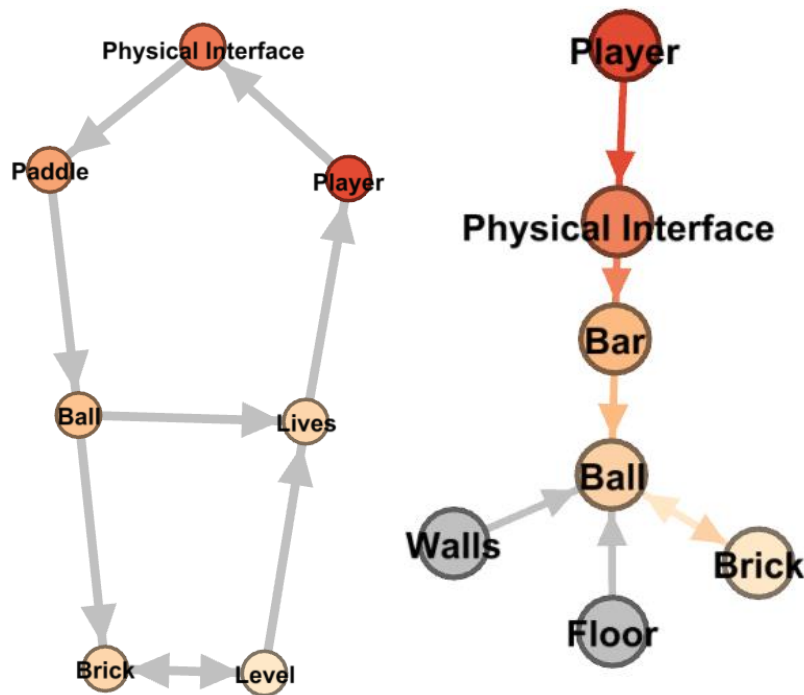 Physical Interface
Paddle
Player
Ball
Lives
Brick
Level
Player
Physical Interface
Bar
Ball
Walls
Brick
Floor